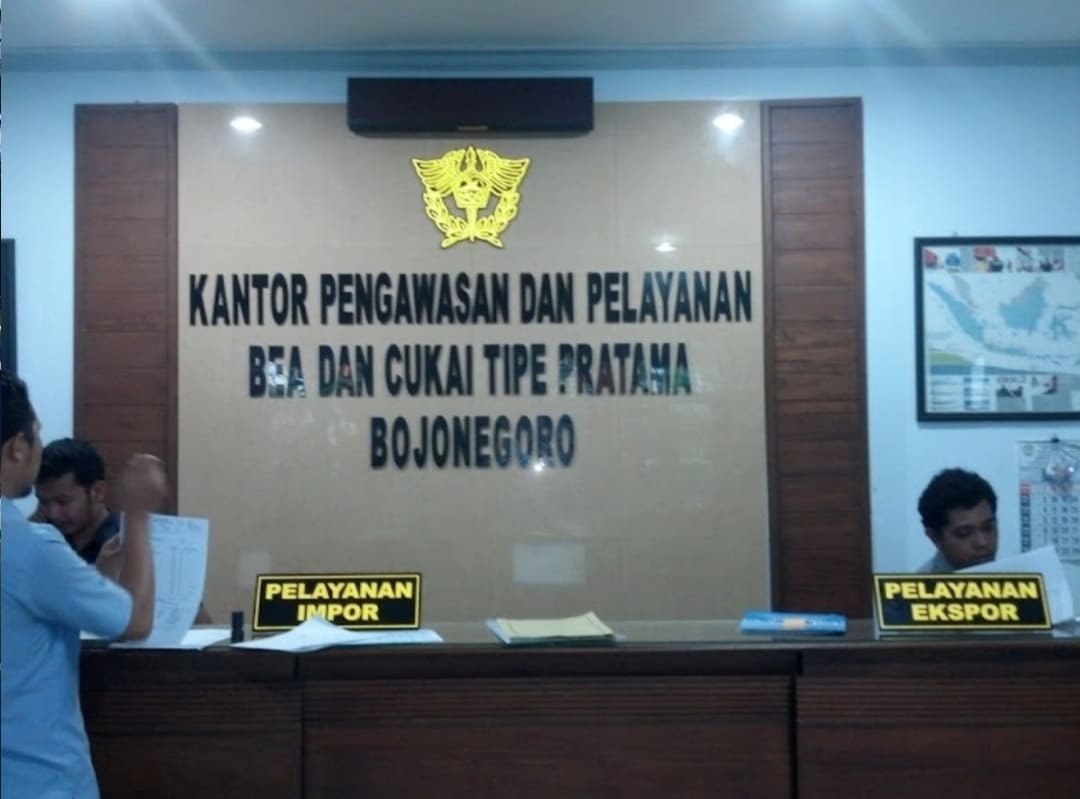 KANTOR PENGAWASAN DAN PELAYANAN
BEA DAN CUKAI TIPE PRATAMA
BOJONEGORO
PELAYANAN
IMPOR
PELAYANAN
EKSPOR